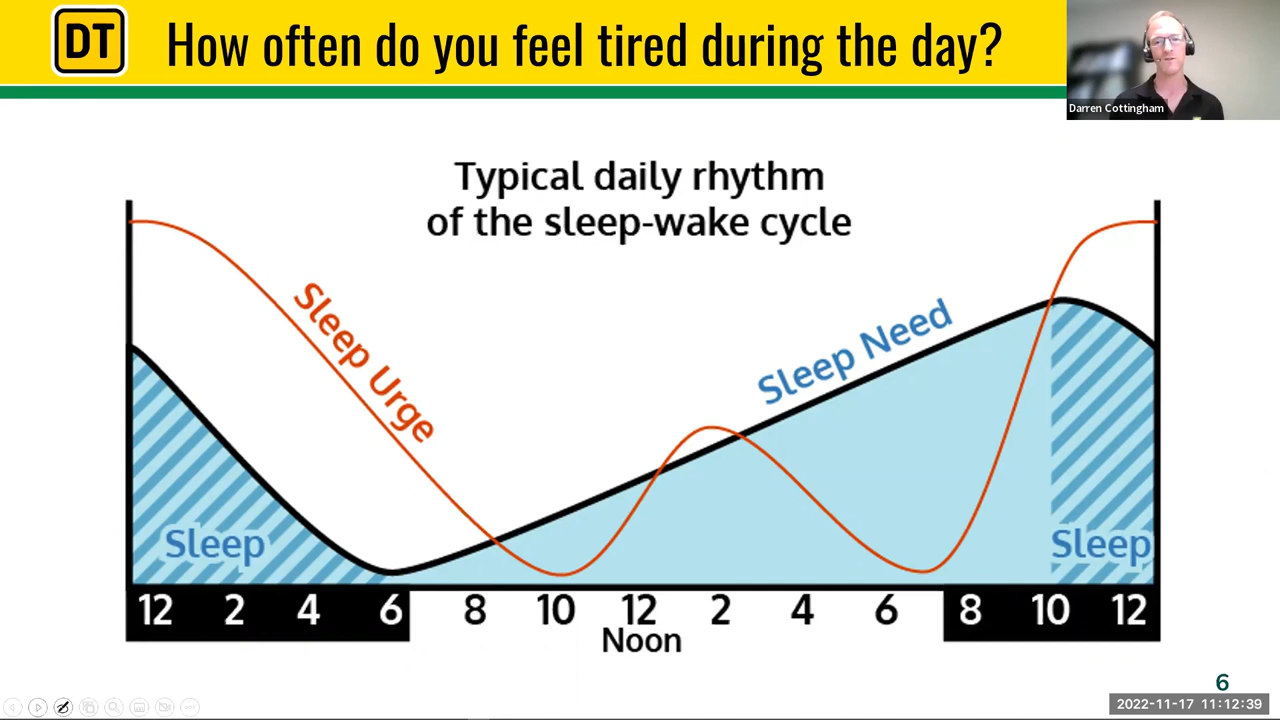 DT
How often do you feel tired during the day?
Darren Cottingham
Typical daily rhythm
of the sleep-wake cycle
Sleep Urge
Sleep Need
Sleep
Sleep
12 2 4 6 8 10 12 2 4 6 8 10 12
Noon
6
2022-11-17 11:12:39